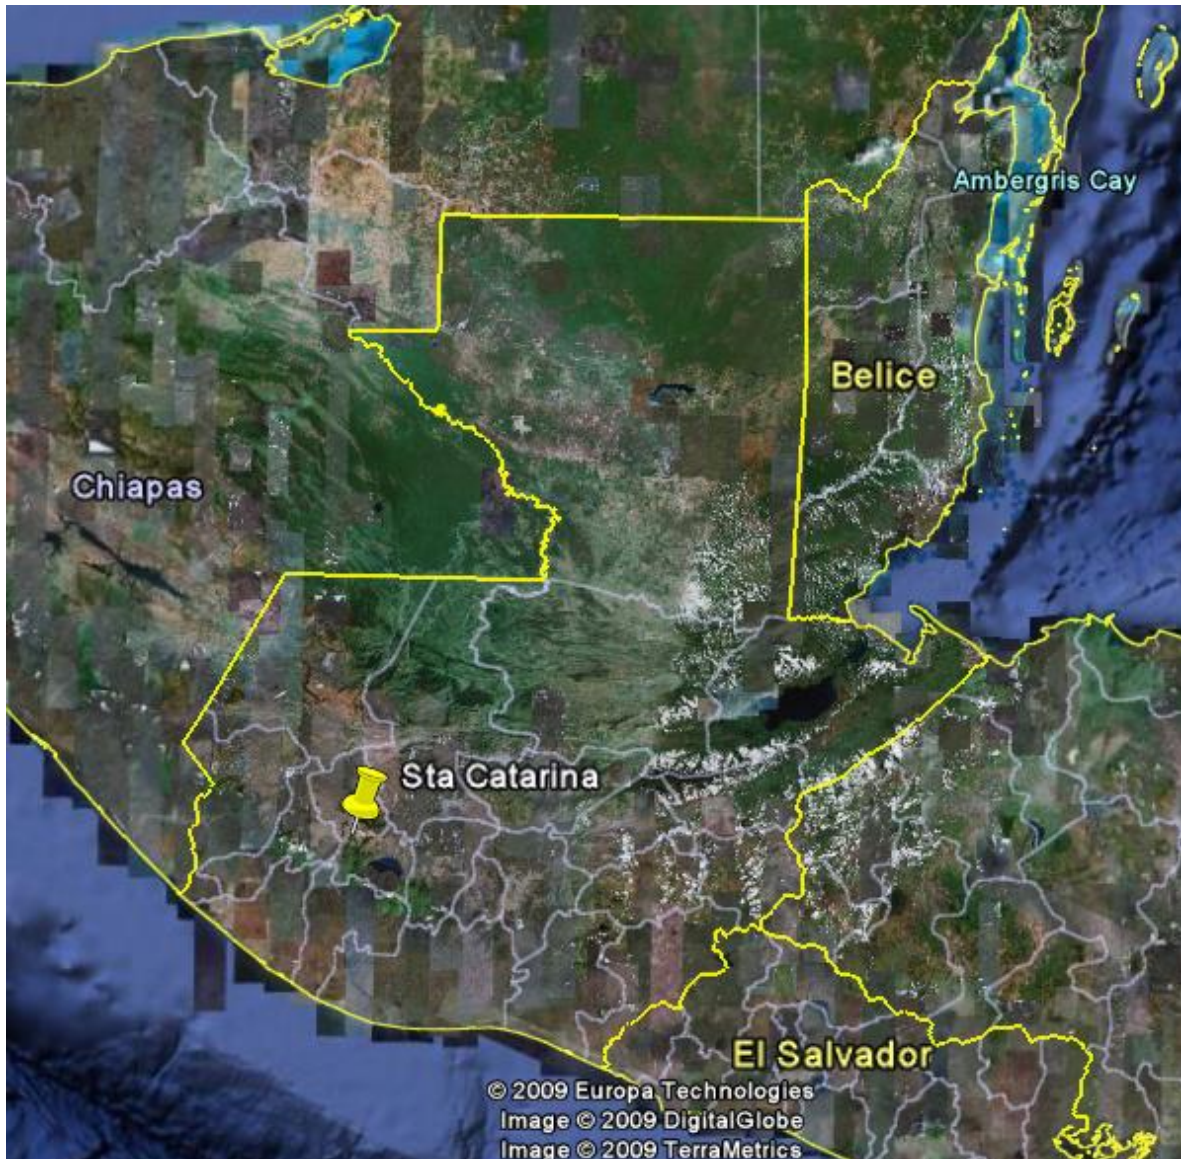 Ambergris Cay
Belice
Chiapas
Sta Catarina
El Salvador
© 2009 Europa Technologies
Image © 2009 DigitalGlobe
Image © 2009 TerraMetrics